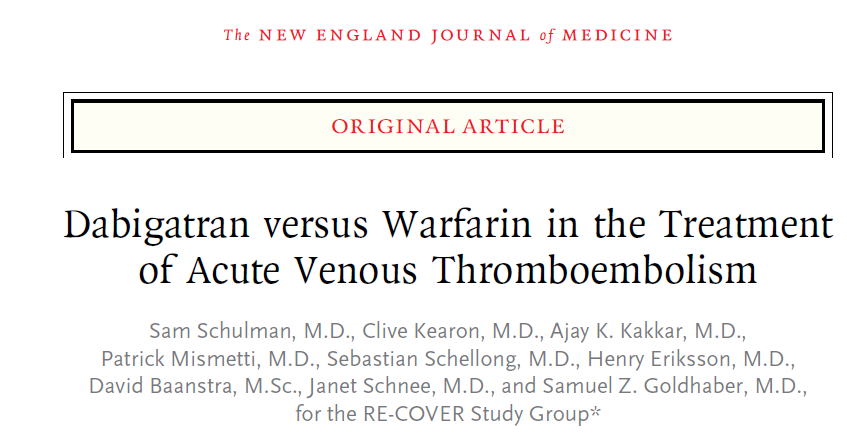 The NEW ENGLAND JOURNAL of MEDICINE
ORIGINAL ARTICLE
Dabigatran versus Warfarin in the Treatment
of Acute Venous Thromboembolism
Sam Schulman, M.D., Clive Kearon, M.D., Ajay K. Kakkar, M.D.,
Patrick Mismetti, M.D., Sebastian Schellong, M.D., Henry Eriksson, M.D.,
David Baanstra, M.Sc., Janet Schnee, M.D., and Samuel Z. Goldhaber, M.D.,
for the RE-COVER Study Group*